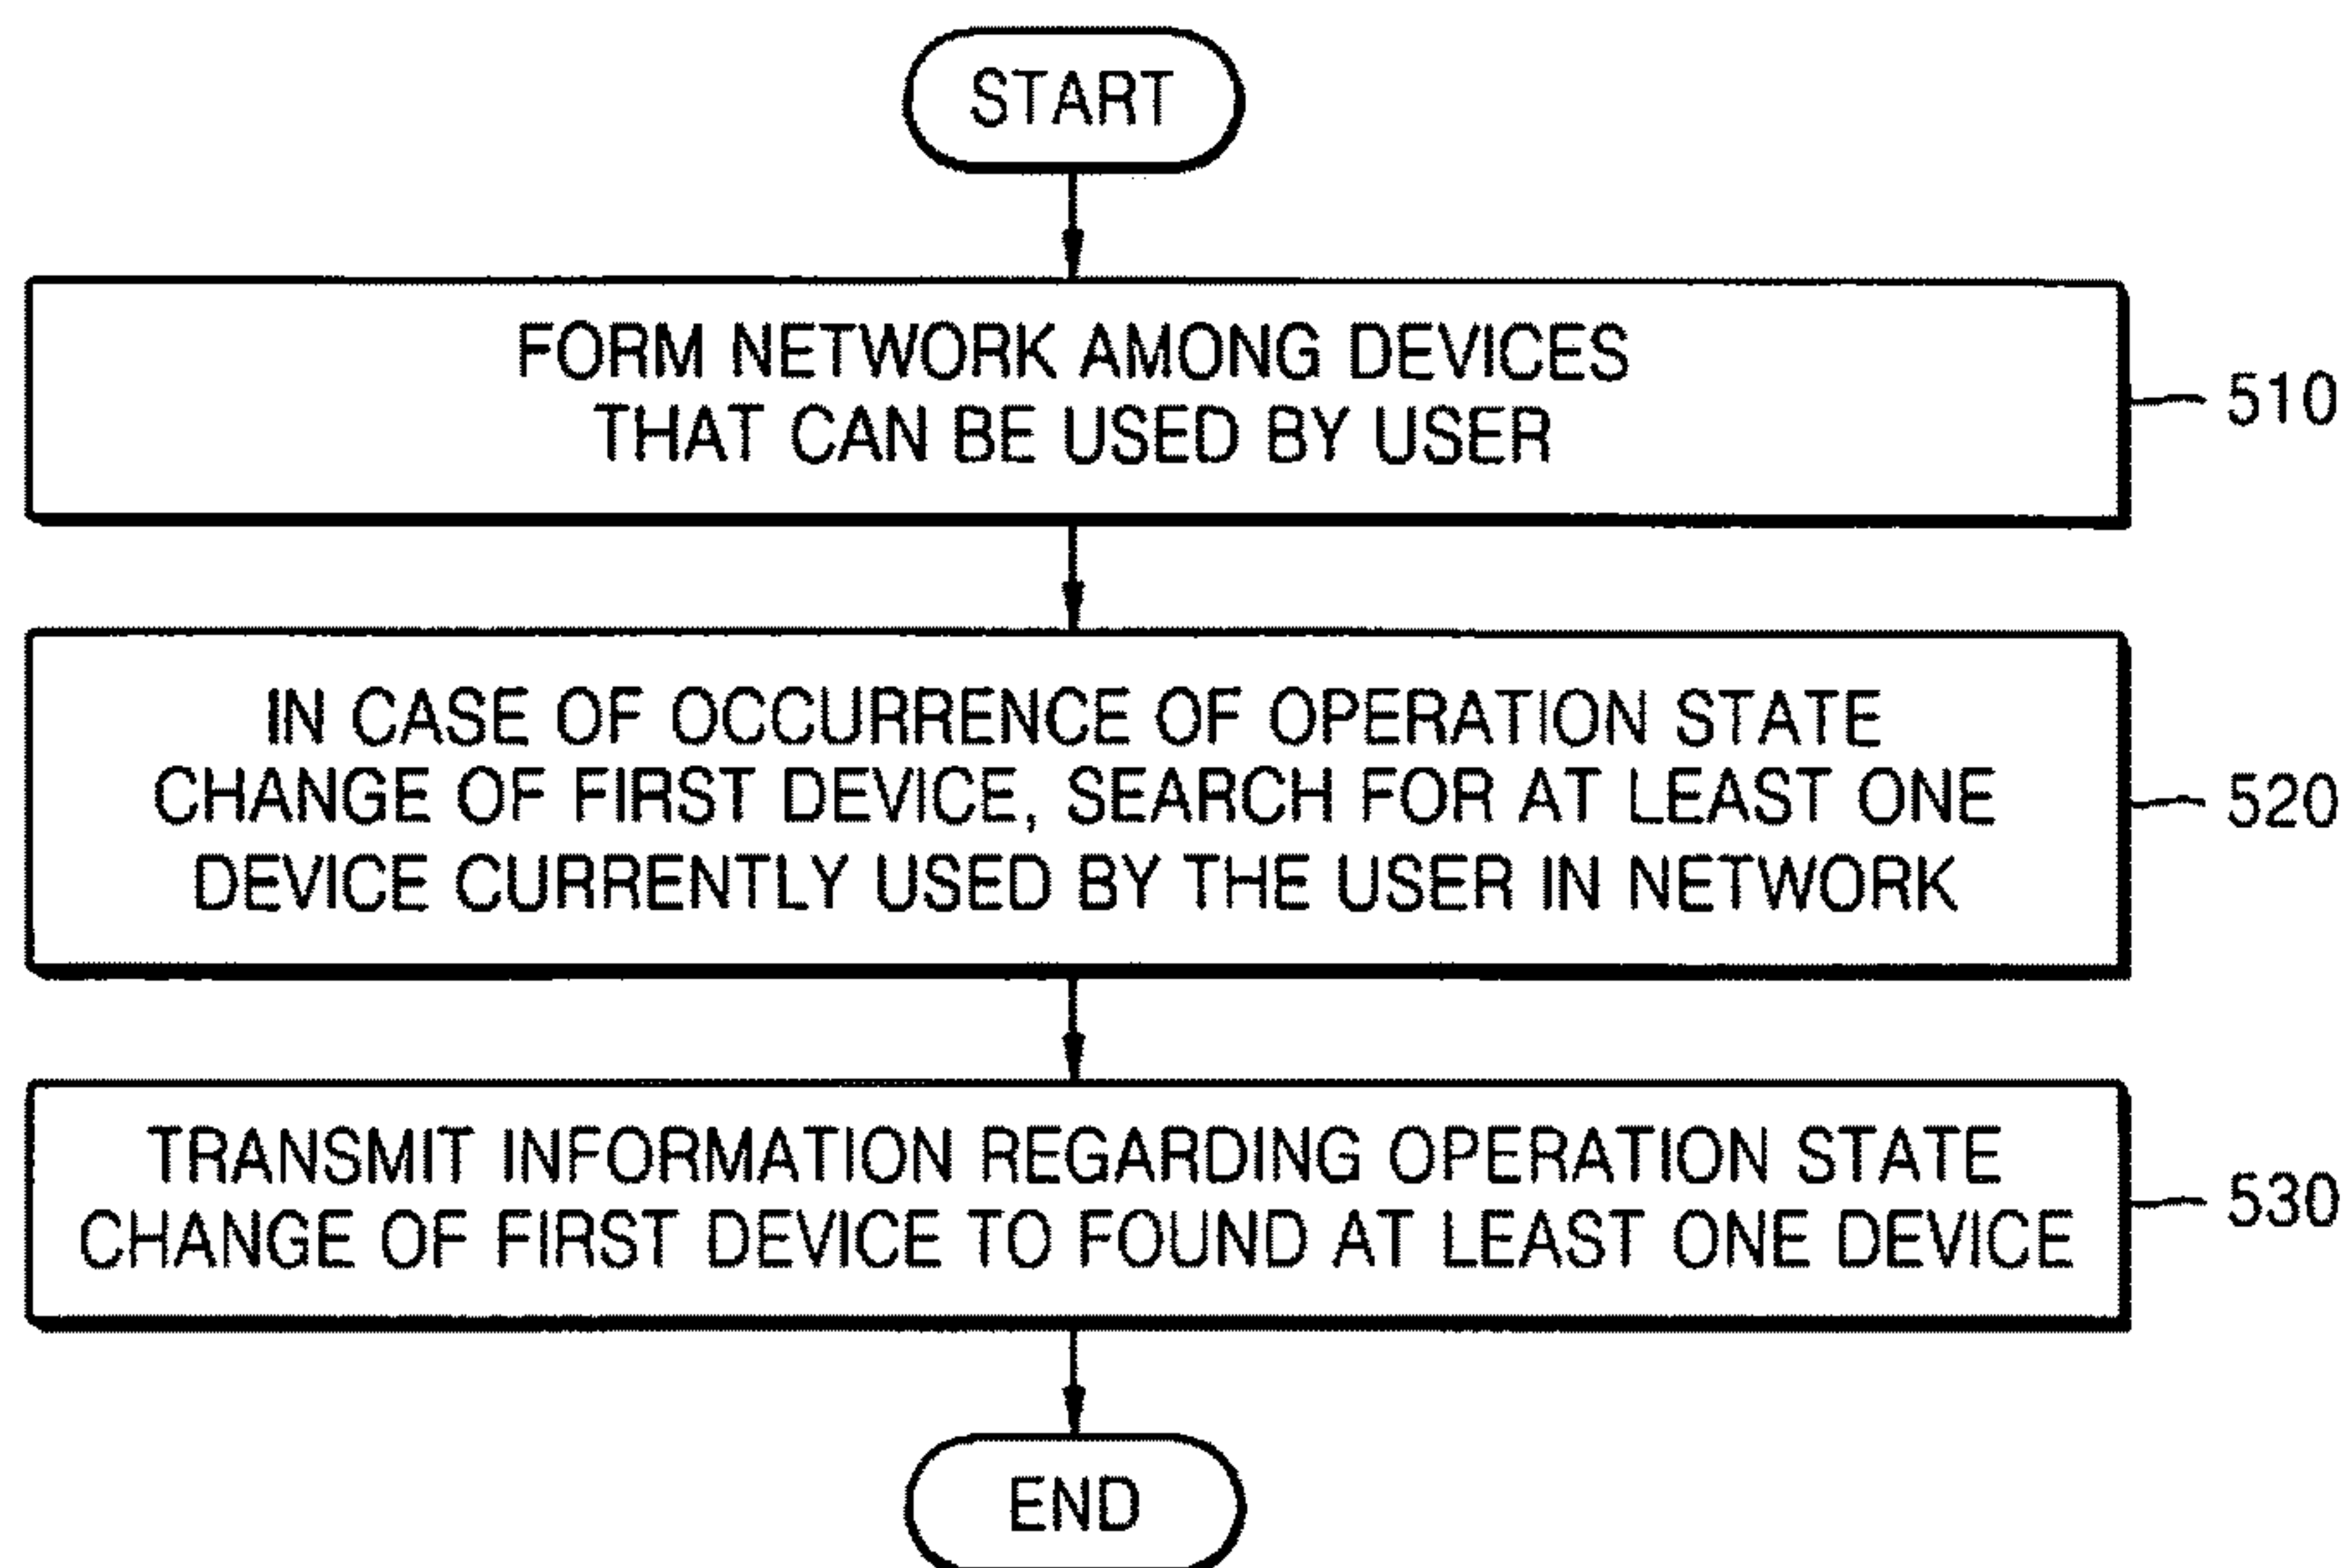 START
FORM NETWORK AMONG DEVICES
THAT CAN BE USED BY USER
510
IN CASE OF OCCURRENCE OF OPERATION STATE
CHANGE OF FIRST DEVICE, SEARCH FOR AT LEAST ONE
DEVICE CURRENTLY USED BY THE USER IN NETWORK
520
TRANSMIT INFORMATION REGARDING OPERATION STATE
CHANGE OF FIRST DEVICE TO FOUND AT LEAST ONE DEVICE
530
END